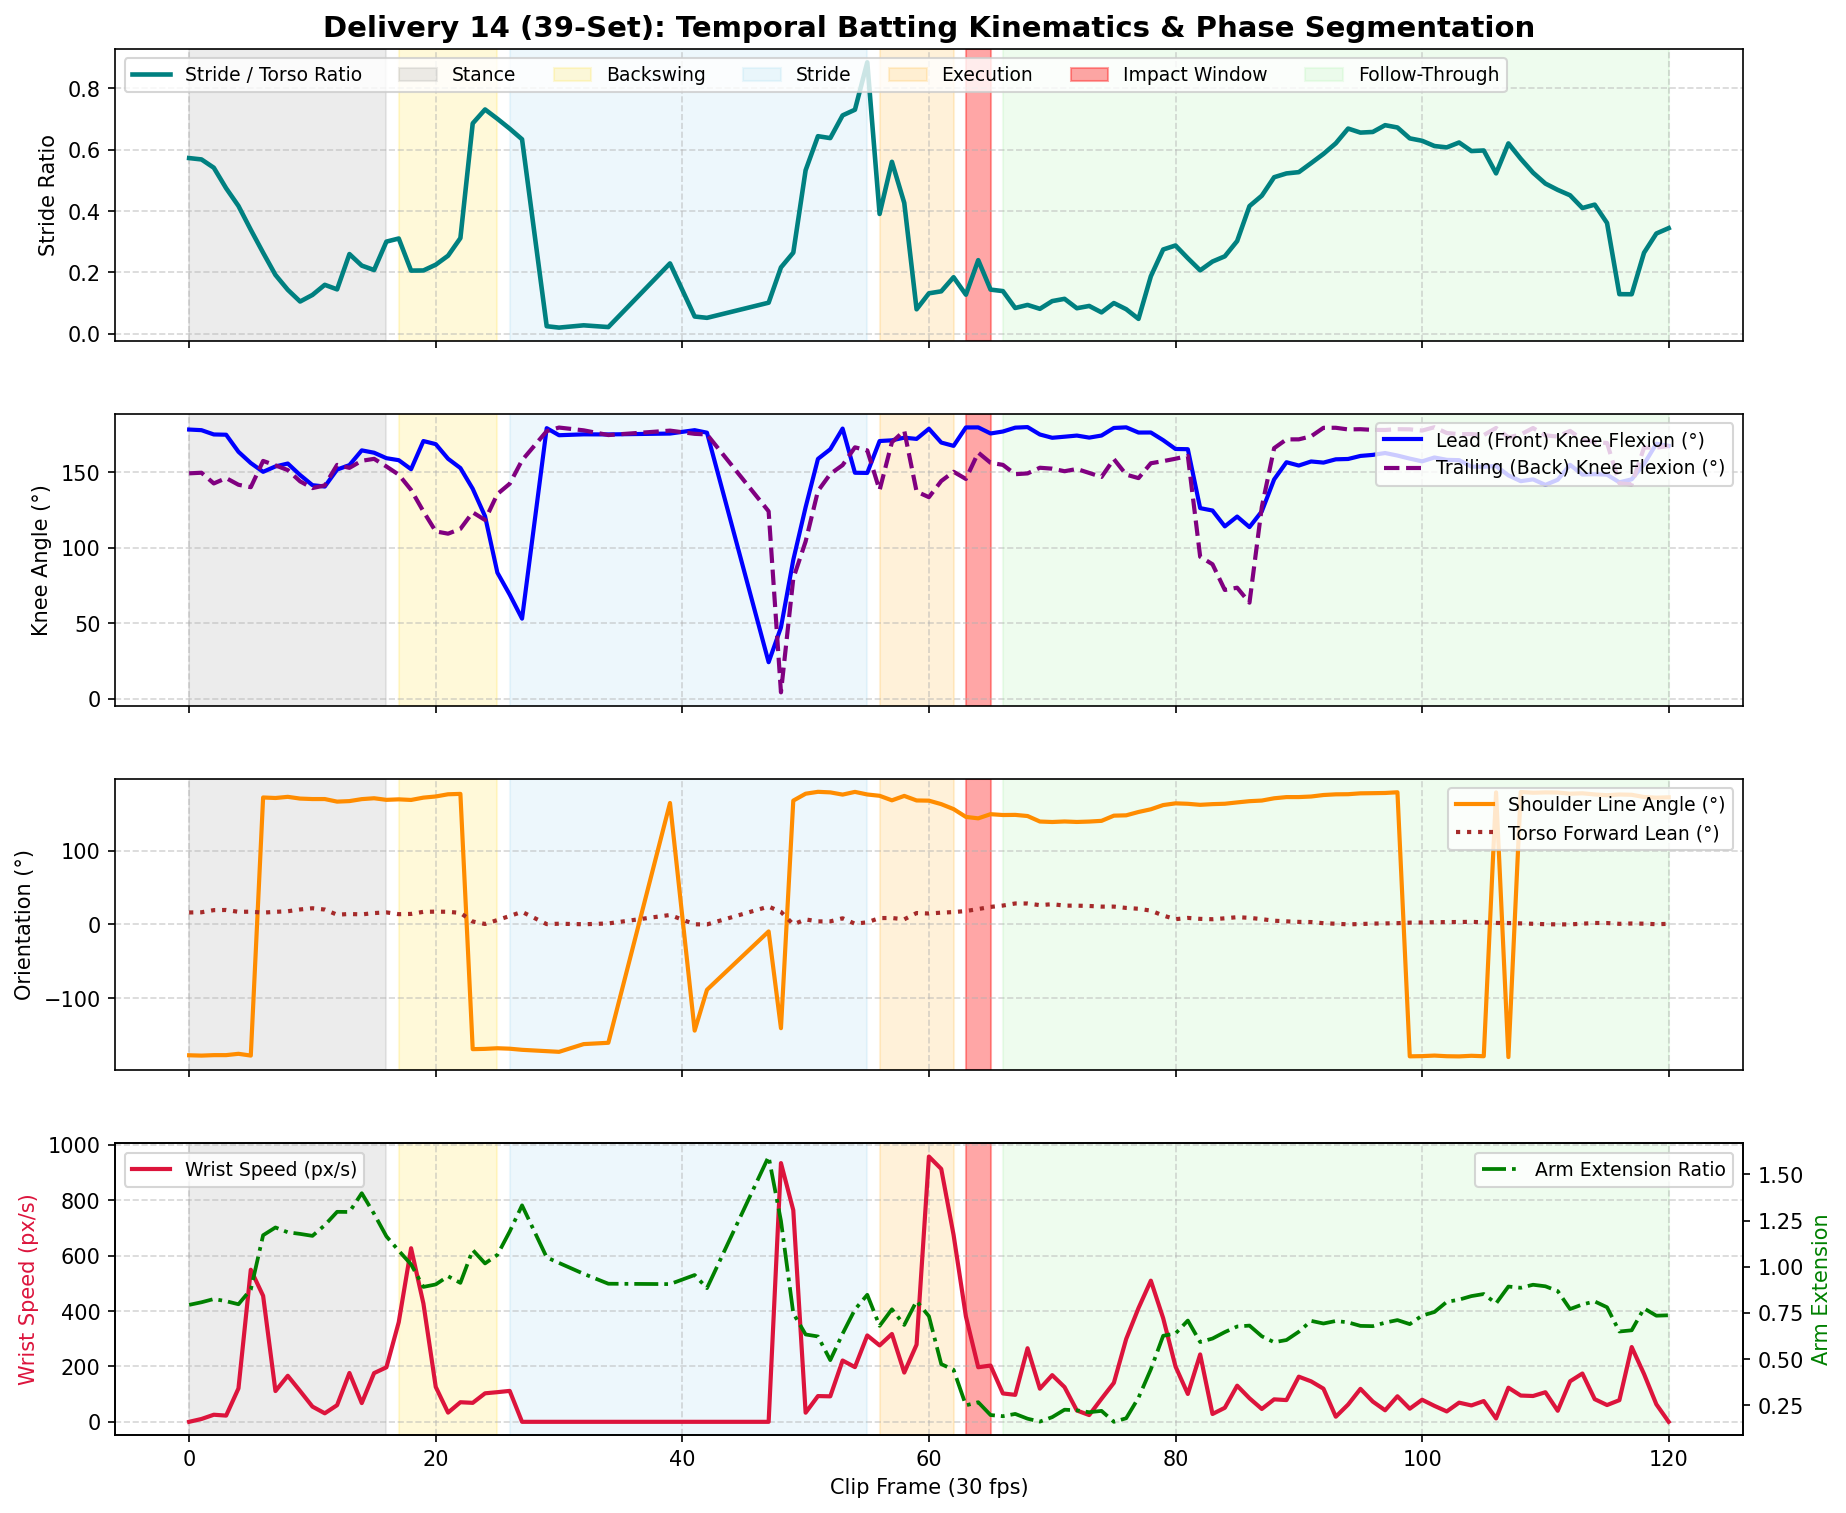 Delivery 14 (39-Set): Temporal Batting Kinematics & Phase Segmentation
Stride / Torso Ratio Stance Backswing Stride Execution Impact Window Follow-Through
Stride Ratio
0.8
0.6
0.4
0.2
0.0
Lead (Front) Knee Flexion (°)
Trailing (Back) Knee Flexion (°)
Knee Angle (°)
150
100
50
0
Shoulder Line Angle (°)
Torso Forward Lean (°)
Orientation (°)
100
0
−100
Wrist Speed (px/s)
Arm Extension Ratio
Wrist Speed (px/s)
1000
800
600
400
200
0
1.50
1.25
1.00
0.75
0.50
0.25
Arm Extension
0 20 40 60 80 100 120
Clip Frame (30 fps)